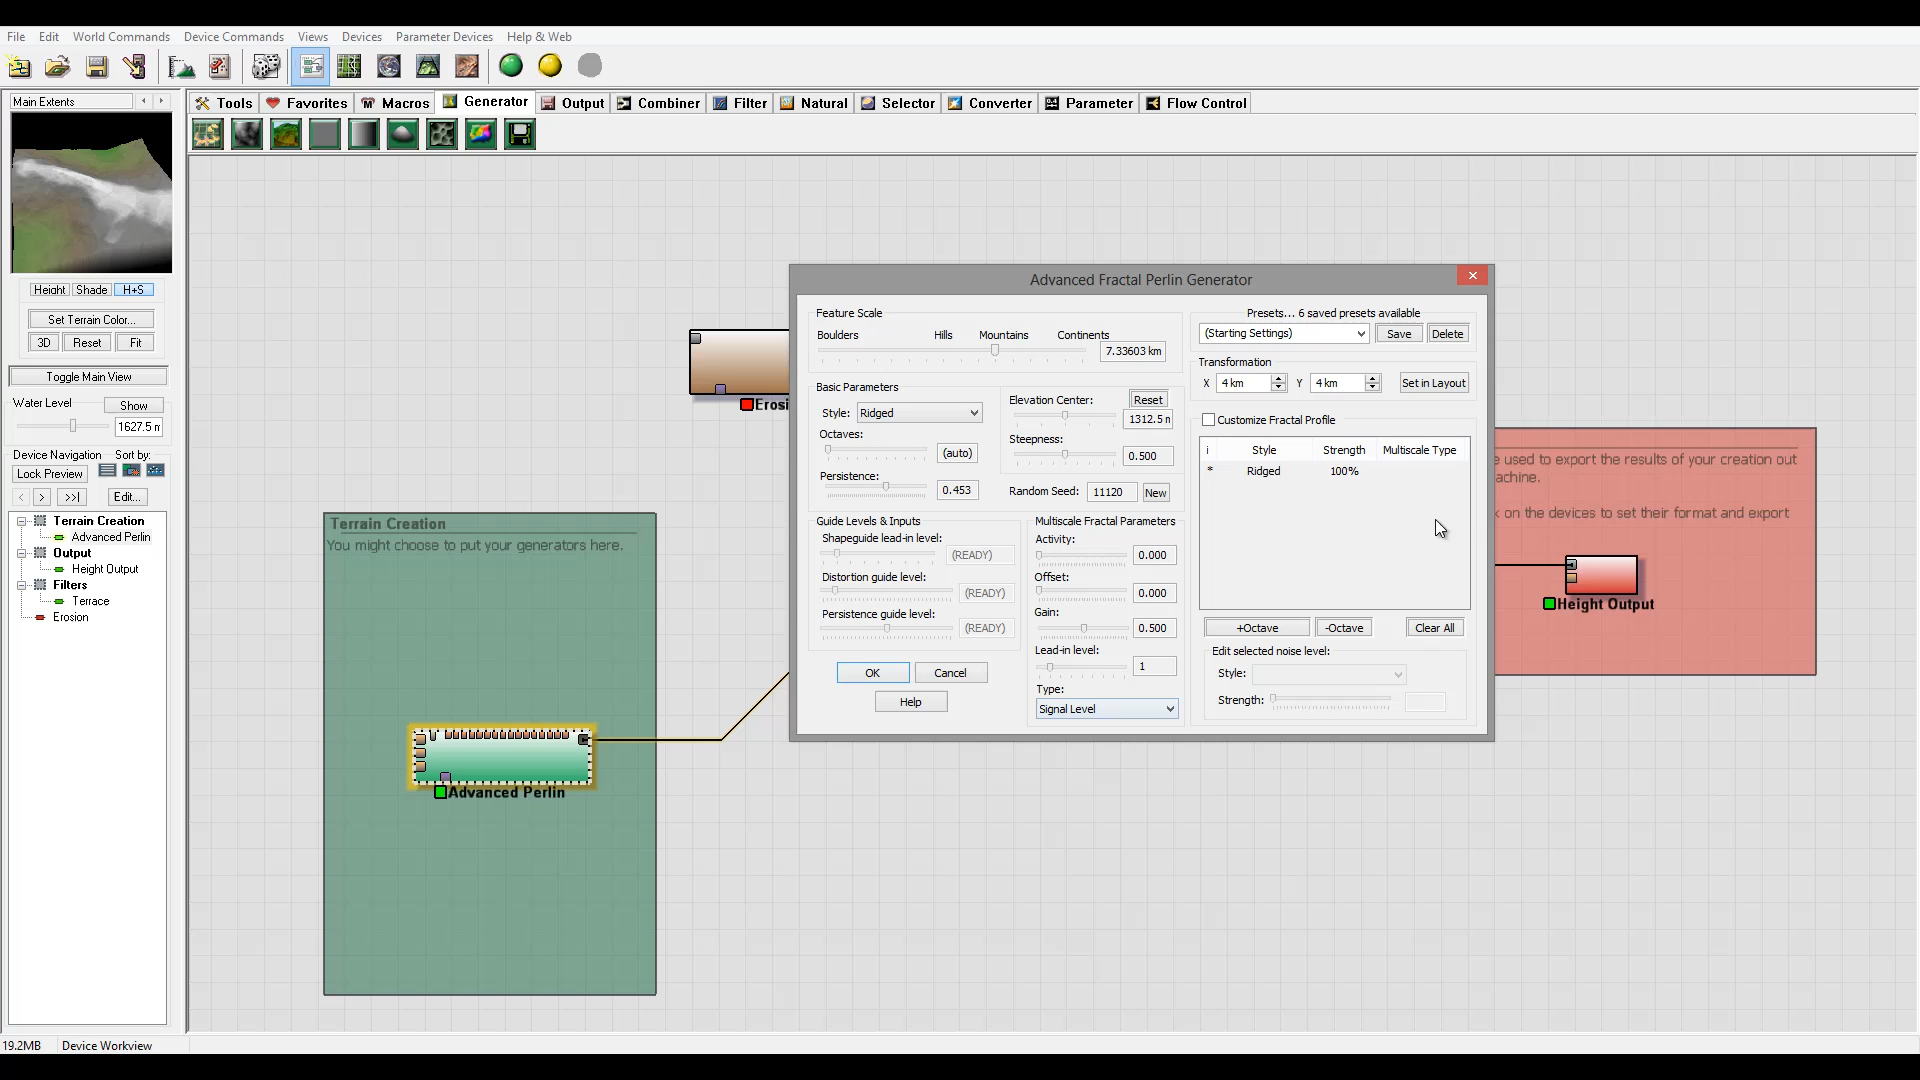 File Edit World Commands Device Commands Views Devices Parameter Devices Help & Web
Main Extents
Tools Favorites Macros Generator Output Combiner Filter Natural Selector Converter Parameter Flow Control
Height Shade H+S
Set Terrain Color...
3D Reset Fit
Toggle Main View
Water Level Show
1627.5 m
Device Navigation Sort by:
Lock Preview
< > >>| Edit...
Terrain Creation
Advanced Perlin
Output
Height Output
Filters
Terrace
Erosion
19.2MB Device Workview
Terrain Creation
You might choose to put your generators here.
Advanced Perlin
Erosi
Advanced Fractal Perlin Generator
Feature Scale
Boulders Hills Mountains Continents
7.33603 km
Basic Parameters
Style: Ridged
Octaves:
(auto)
Persistence:
0.453
Elevation Center: Reset
1312.5 m
Steepness:
0.500
Random Seed: 11120 New
Guide Levels & Inputs
Shapeguide lead-in level:
(READY)
Distortion guide level:
(READY)
Persistence guide level:
(READY)
OK Cancel
Help
Multiscale Fractal Parameters
Activity:
0.000
Offset:
0.000
Gain:
0.500
Lead-in level:
1
Type:
Signal Level
Presets... 6 saved presets available
(Starting Settings) Save Delete
Transformation
X 4 km Y 4 km Set in Layout
Customize Fractal Profile
i Style Strength Multiscale Type
* Ridged 100%
+Octave -Octave Clear All
Edit selected noise level:
Style:
Strength:
e used to export the results of your creation out
achine.
k on the devices to set their format and export
Height Output